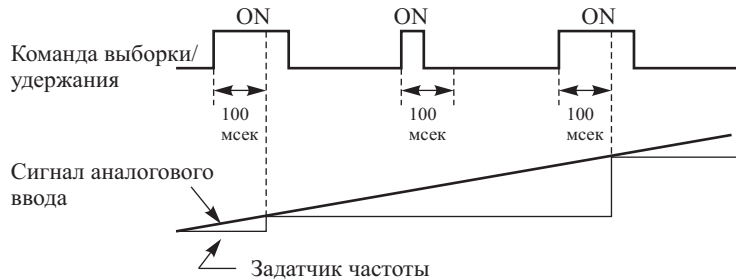 ON
ON
ON
Команда выборки/
удержания
100
мсек
100
мсек
100
мсек
Сигнал аналогового
ввода
Задатчик частоты